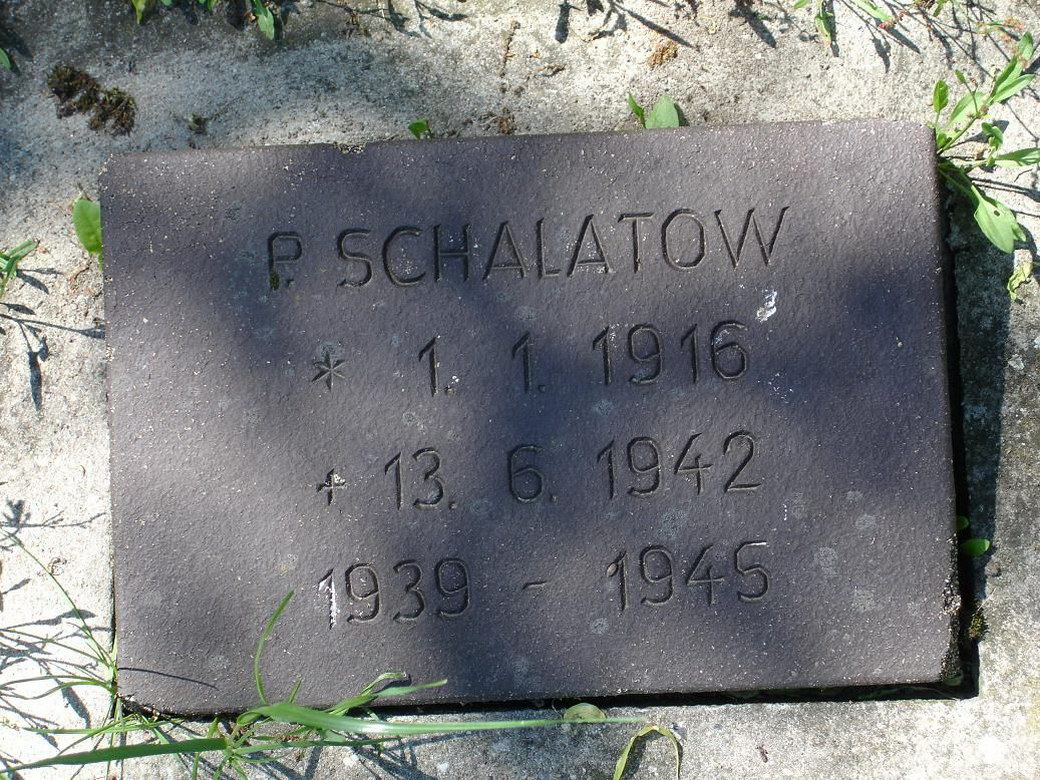 P. SCHALATOW
* 1. 1. 1916
+ 13. 6. 1942
1939 - 1945